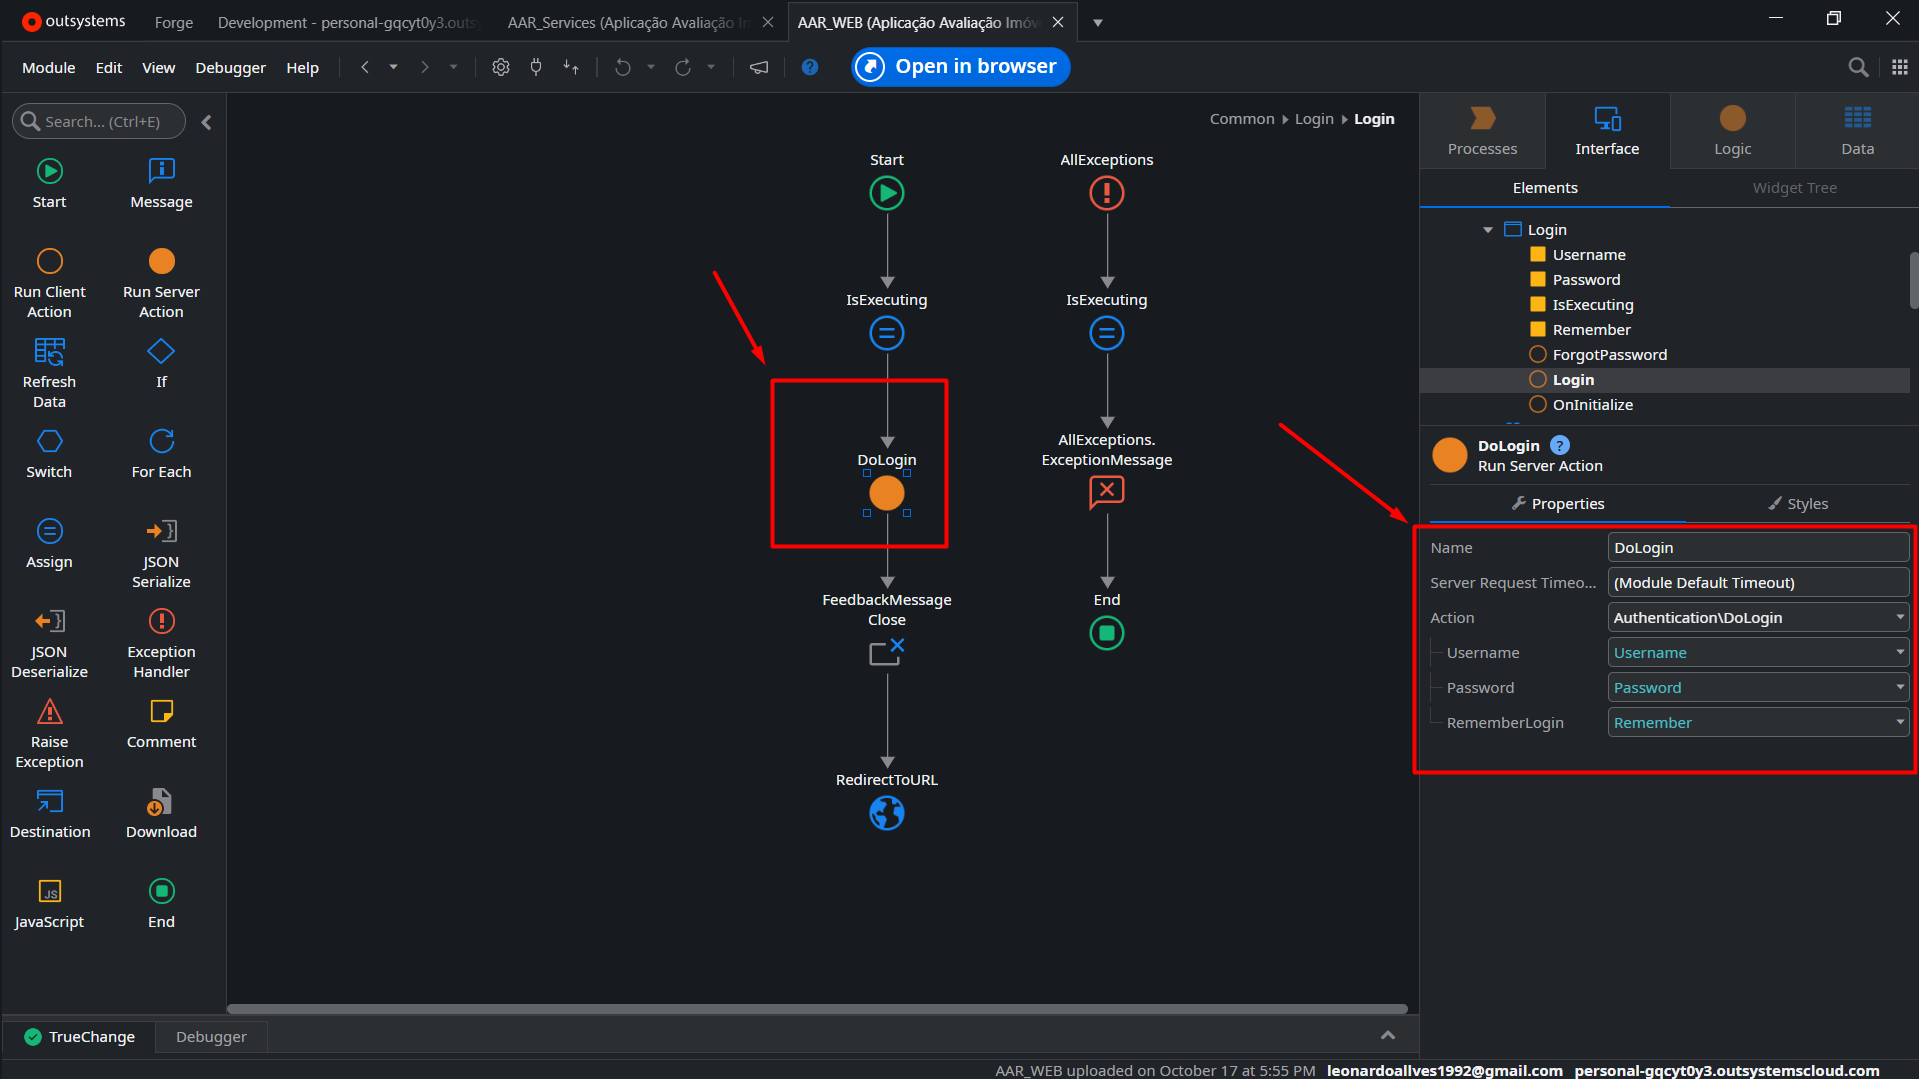 outsystems
Forge
Development - personal-gqcyt0y3.outsy
AAR_Services (Aplicação Avaliação Im
AAR_WEB (Aplicação Avaliação Imóve
Module
Edit
View
Debugger
Help
Open in browser
Search... (Ctrl+E)
Start
Message
Run Client
Action
Run Server
Action
Refresh
Data
If
Switch
For Each
Assign
JSON
Serialize
JSON
Deserialize
Exception
Handler
Raise
Exception
Comment
Destination
Download
JS
JavaScript
End
Common
Login
Login
Start
IsExecuting
DoLogin
FeedbackMessage
Close
RedirectToURL
AllExceptions
IsExecuting
AllExceptions.
ExceptionMessage
End
Processes
Interface
Logic
Data
Elements
Widget Tree
Login
Username
Password
IsExecuting
Remember
ForgotPassword
Login
OnInitialize
DoLogin ?
Run Server Action
Properties
Styles
Name
DoLogin
Server Request Timeo...
(Module Default Timeout)
Action
Authentication\DoLogin
Username
Username
Password
Password
RememberLogin
Remember
TrueChange
Debugger
AAR_WEB uploaded on October 17 at 5:55 PM
leonardoallves1992@gmail.com
personal-gqcyt0y3.outsystemscloud.com